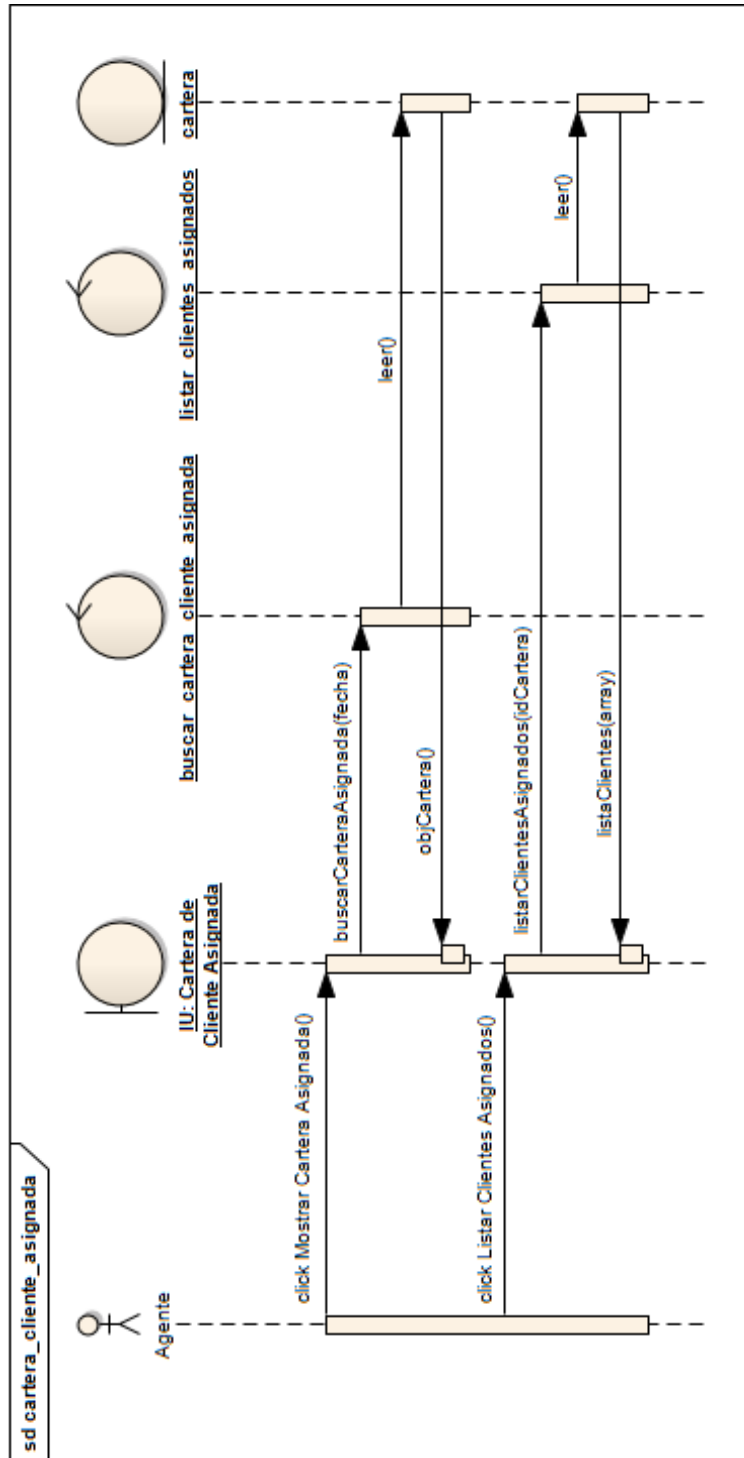 sd cartera_cliente_asignada
Agente
IU: Cartera de
Cliente Asignada
buscar cartera cliente asignada
listar clientes asignados
cartera
click Mostrar Cartera Asignada()
buscarCarteraAsignada(fecha)
leer()
objCartera()
click Listar Clientes Asignados()
listarClientesAsignados(idCartera)
leer()
listaClientes(array)